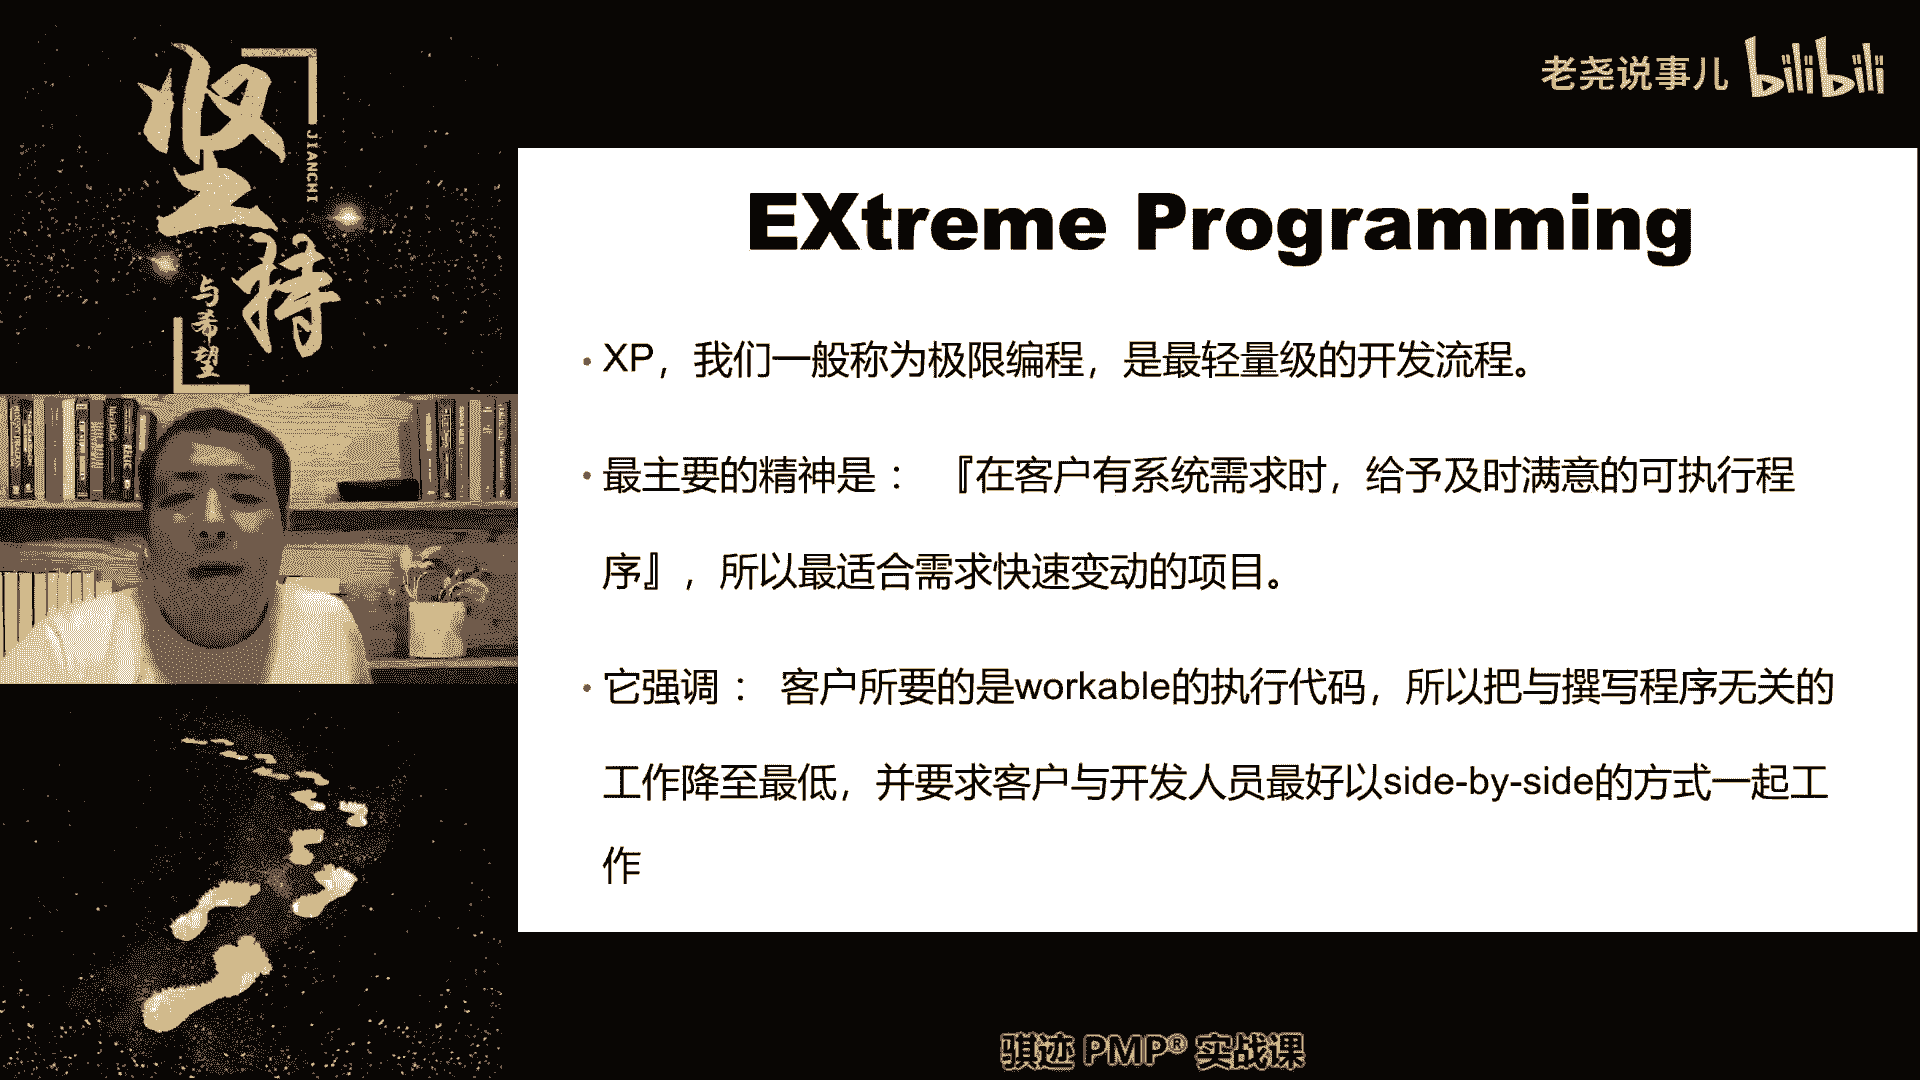 坚持
JIANCHI
与希望
老尧说事儿 bilibili
EXtreme Programming
• XP，我们一般称为极限编程，是最轻量级的开发流程。
• 最主要的精神是： 『在客户有系统需求时，给予及时满意的可执行程
序』，所以最适合需求快速变动的项目。
• 它强调： 客户所要的是workable的执行代码，所以把与撰写程序无关的
工作降至最低，并要求客户与开发人员最好以side-by-side的方式一起工
作
骐迹 PMP® 实战课